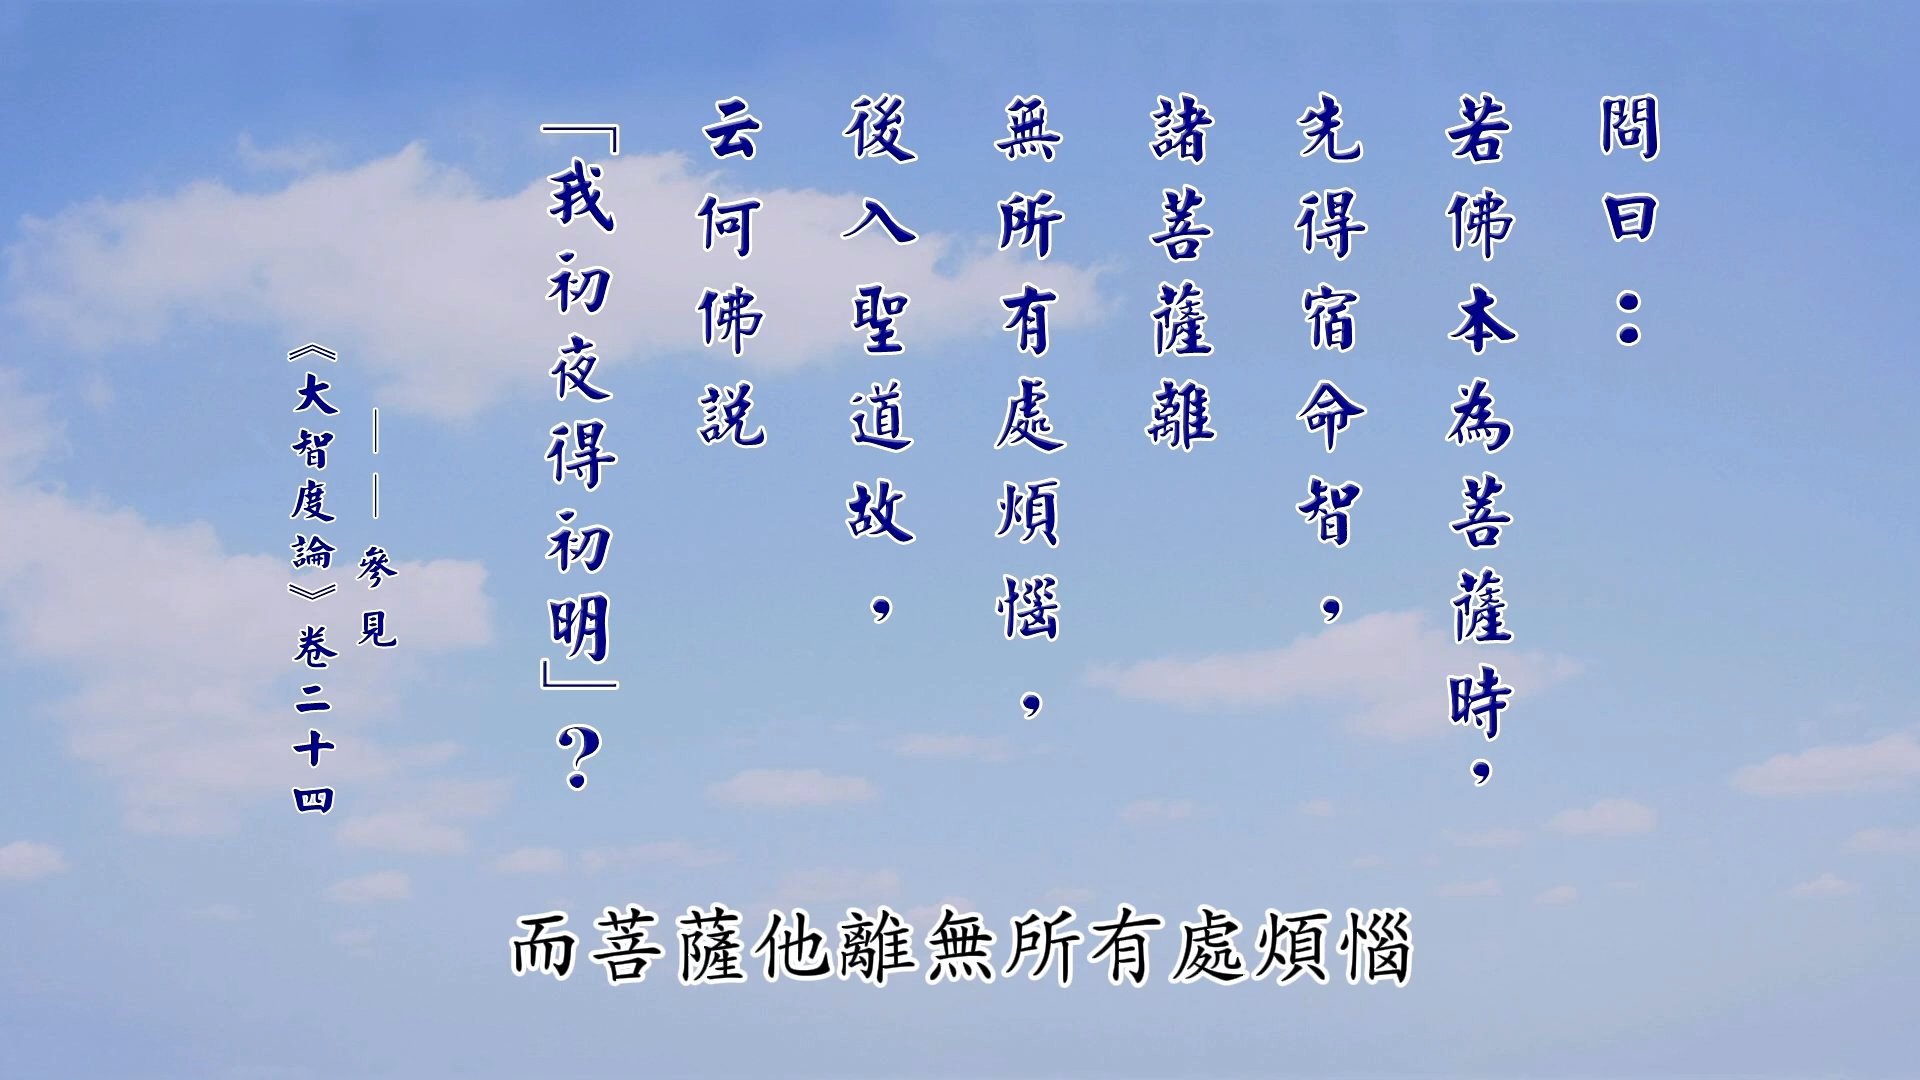 問曰：
若佛本為菩薩時，
先得宿命智，
諸菩薩離
無所有處煩惱，
後入聖道故，
云何佛說
「我初夜得初明」？
——參見
《大智度論》卷二十四
而菩薩他離無所有處煩惱